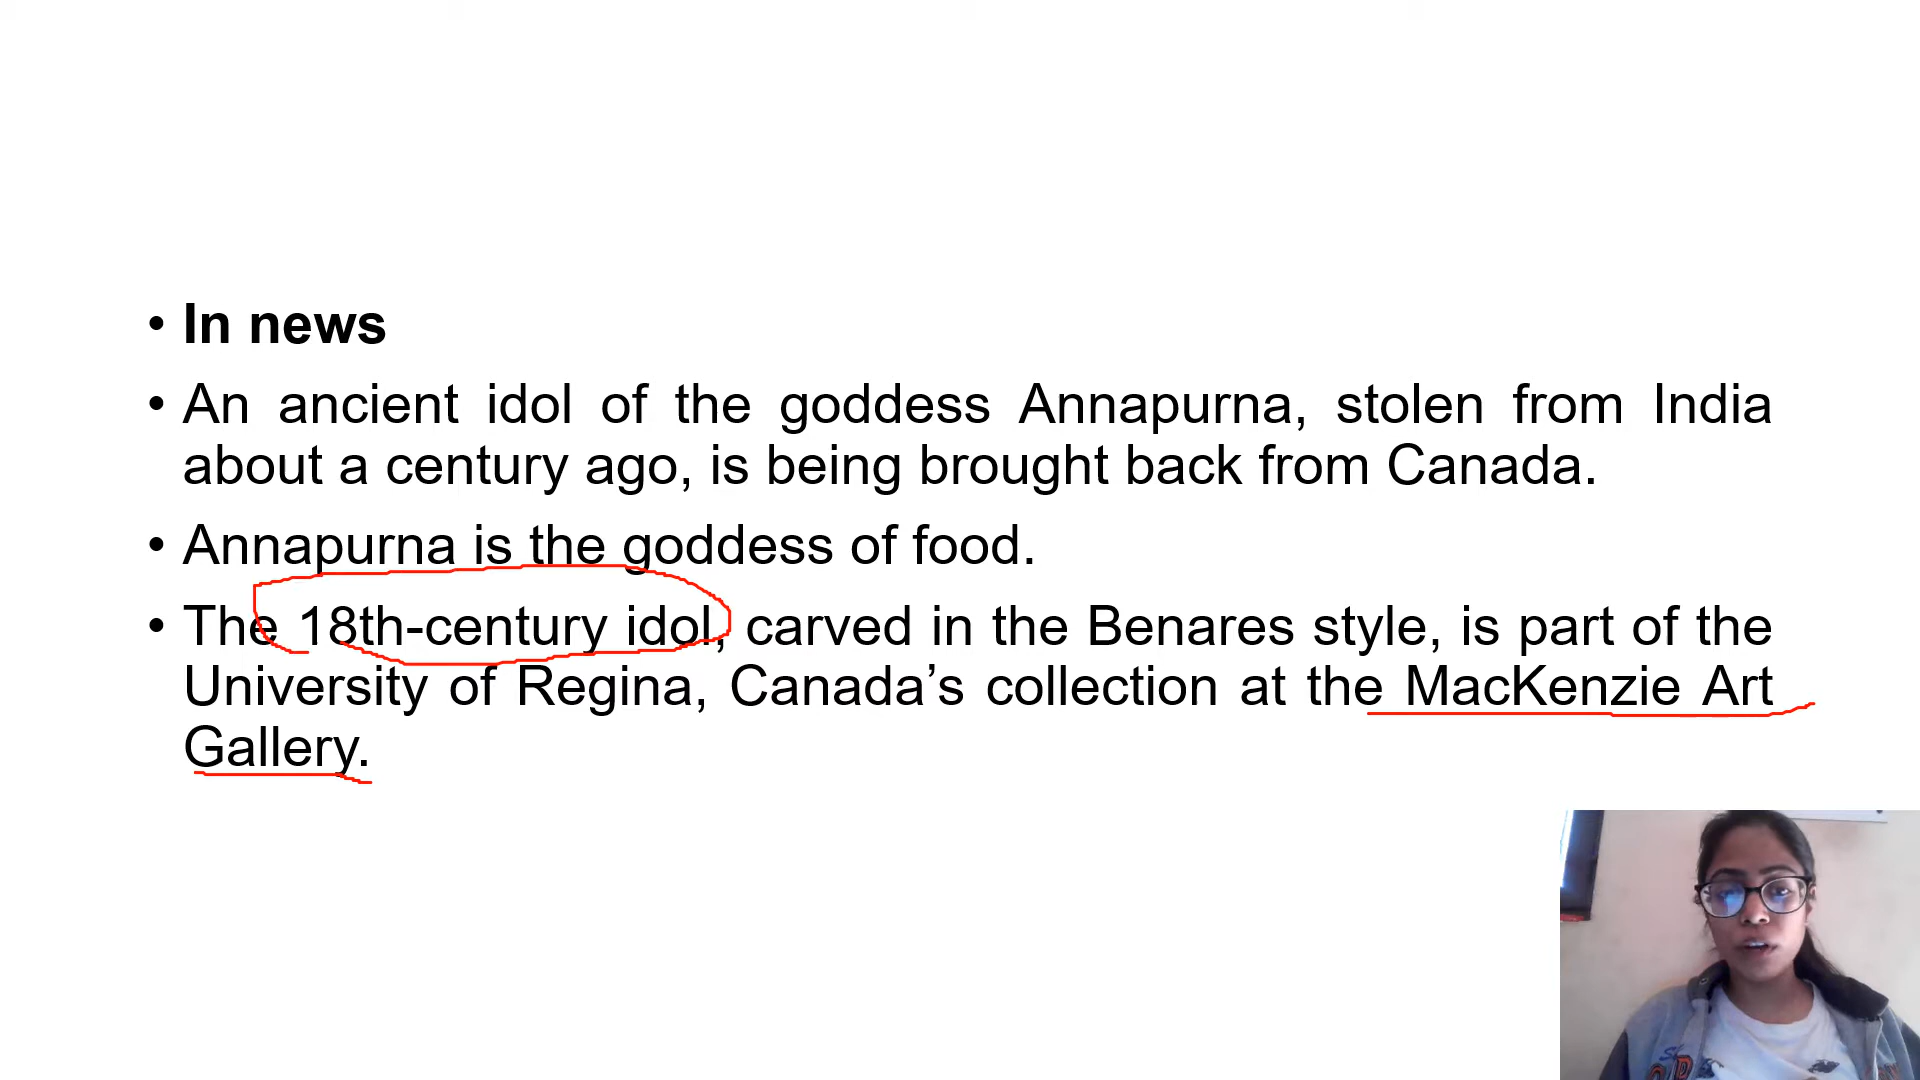 • In news
• An ancient idol of the goddess Annapurna, stolen from India
about a century ago, is being brought back from Canada.
• Annapurna is the goddess of food.
• The 18th-century idol, carved in the Benares style, is part of the
University of Regina, Canada’s collection at the MacKenzie Art
Gallery.